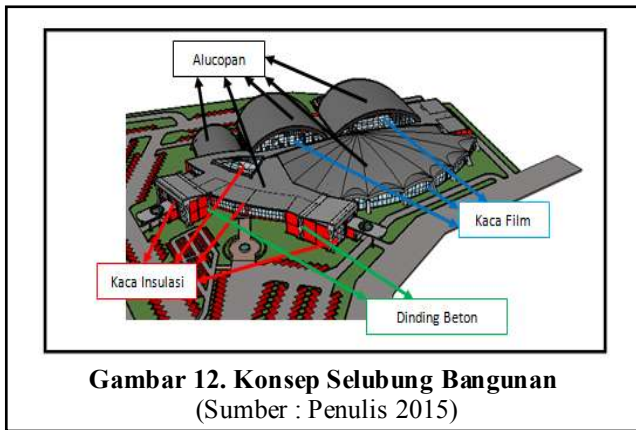 Alucopan
Kaca Film
Kaca Insulasi
Dinding Beton
Gambar 12. Konsep Selubung Bangunan
(Sumber : Penulis 2015)